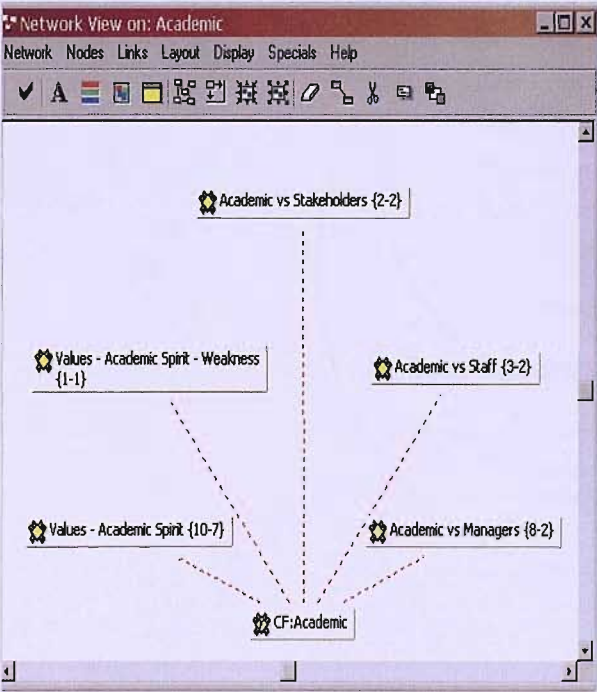 Network View on: Academic
Network Nodes Links Layout Display Specials Help
A
Academic vs Stakeholders {2-2}
Values - Academic Spirit - Weakness
{1-1}
Academic vs Staff {3-2}
Values - Academic Spirit {10-7}
Academic vs Managers {8-2}
CF:Academic